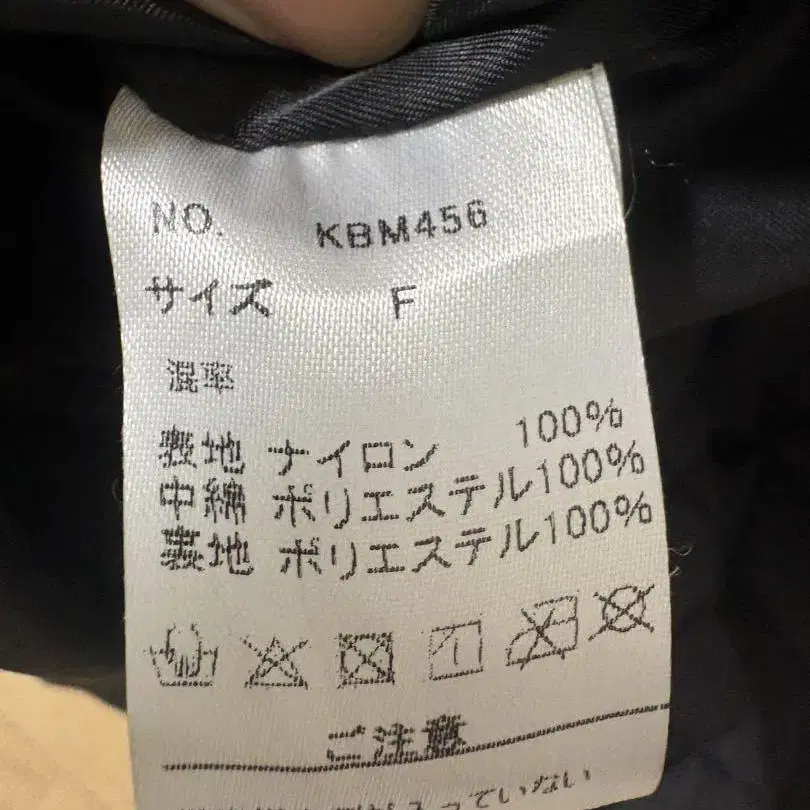 NO. KBM456
サイズ F
混率
表地 ナイロン 100%
中綿 ポリエステル100%
裏地 ポリエステル100%
ご注意